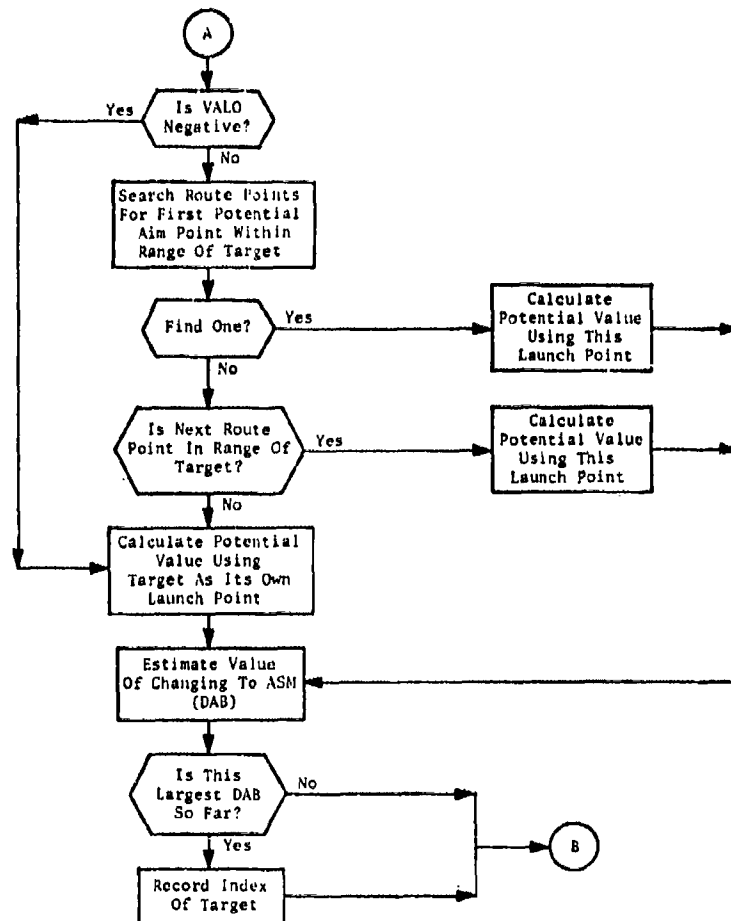 A
Is VALO
Negative?
Yes
No
Search Route Points
For First Potential
Aim Point Within
Range Of Target
Find One?
Yes
Calculate
Potential Value
Using This
Launch Point
No
Is Next Route
Point In Range Of
Target?
Yes
Calculate
Potential Value
Using This
Launch Point
No
Calculate Potential
Value Using
Target As Its Own
Launch Point
Estimate Value
Of Changing To ASM
(DAB)
Is This
Largest DAB
So Far?
No
Yes
B
Record Index
Of Target